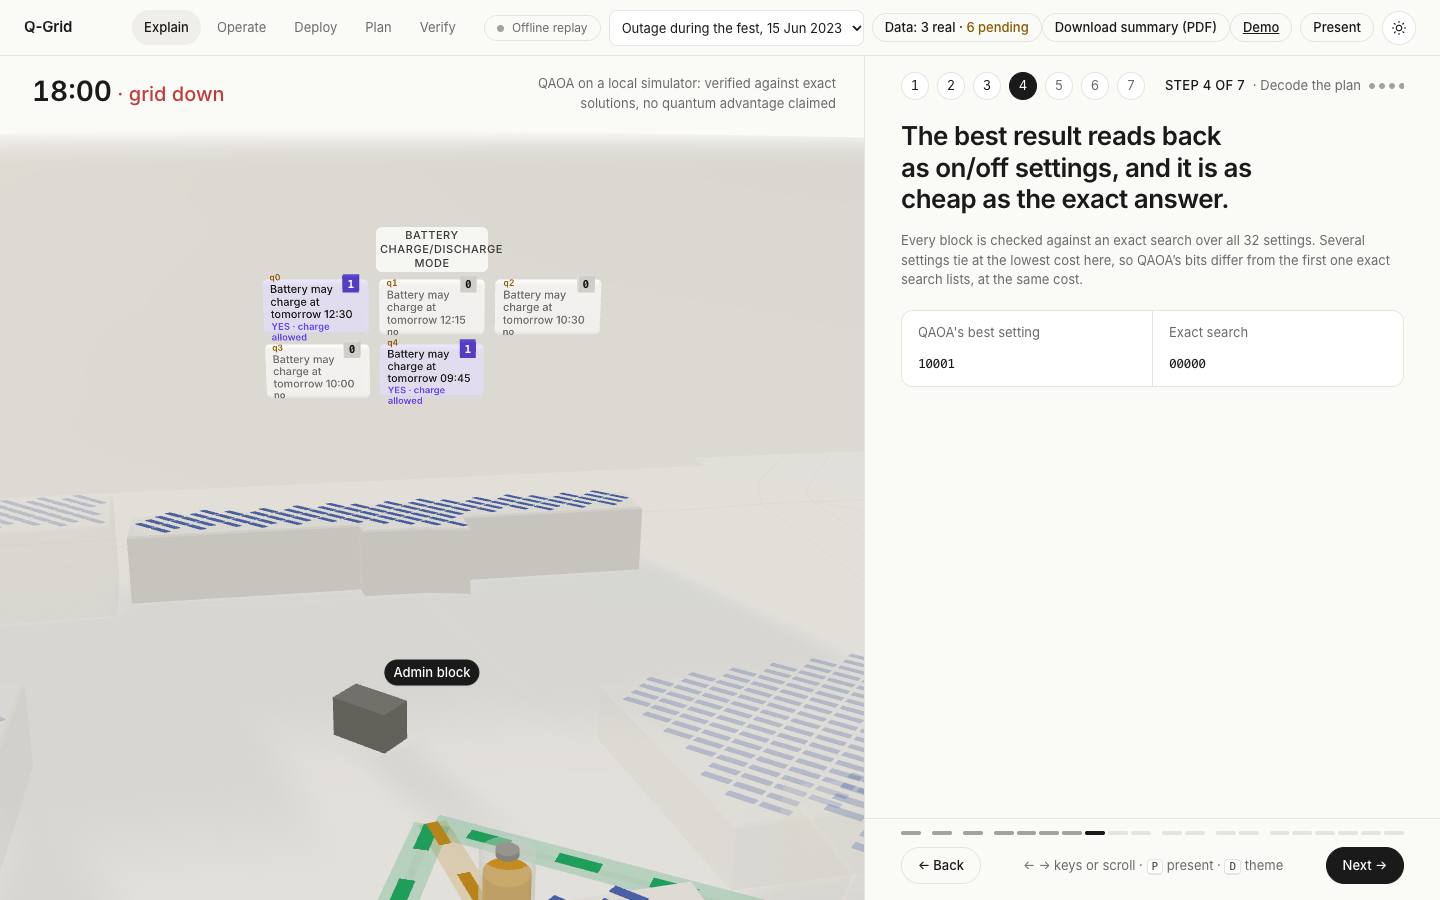 Q-Grid
Explain
Operate
Deploy
Plan
Verify
Offline replay
Outage during the fest, 15 Jun 2023
Data: 3 real · 6 pending
Download summary (PDF)
Demo
Present
18:00 · grid down
QAOA on a local simulator: verified against exact
solutions, no quantum advantage claimed
BATTERY
CHARGE/DISCHARGE
MODE
q0
1
Battery may
charge at
tomorrow 12:30
YES · charge
allowed
q1
0
Battery may
charge at
tomorrow 12:15
no
q2
0
Battery may
charge at
tomorrow 10:30
no
q3
0
Battery may
charge at
tomorrow 10:00
no
q4
1
Battery may
charge at
tomorrow 09:45
YES · charge
allowed
Admin block
1
2
3
4
5
6
7
STEP 4 OF 7 · Decode the plan
The best result reads back
as on/off settings, and it is as
cheap as the exact answer.
Every block is checked against an exact search over all 32 settings. Several
settings tie at the lowest cost here, so QAOA's bits differ from the first one exact
search lists, at the same cost.
QAOA's best setting
10001
Exact search
00000
← Back
← → keys or scroll · P present · D theme
Next →